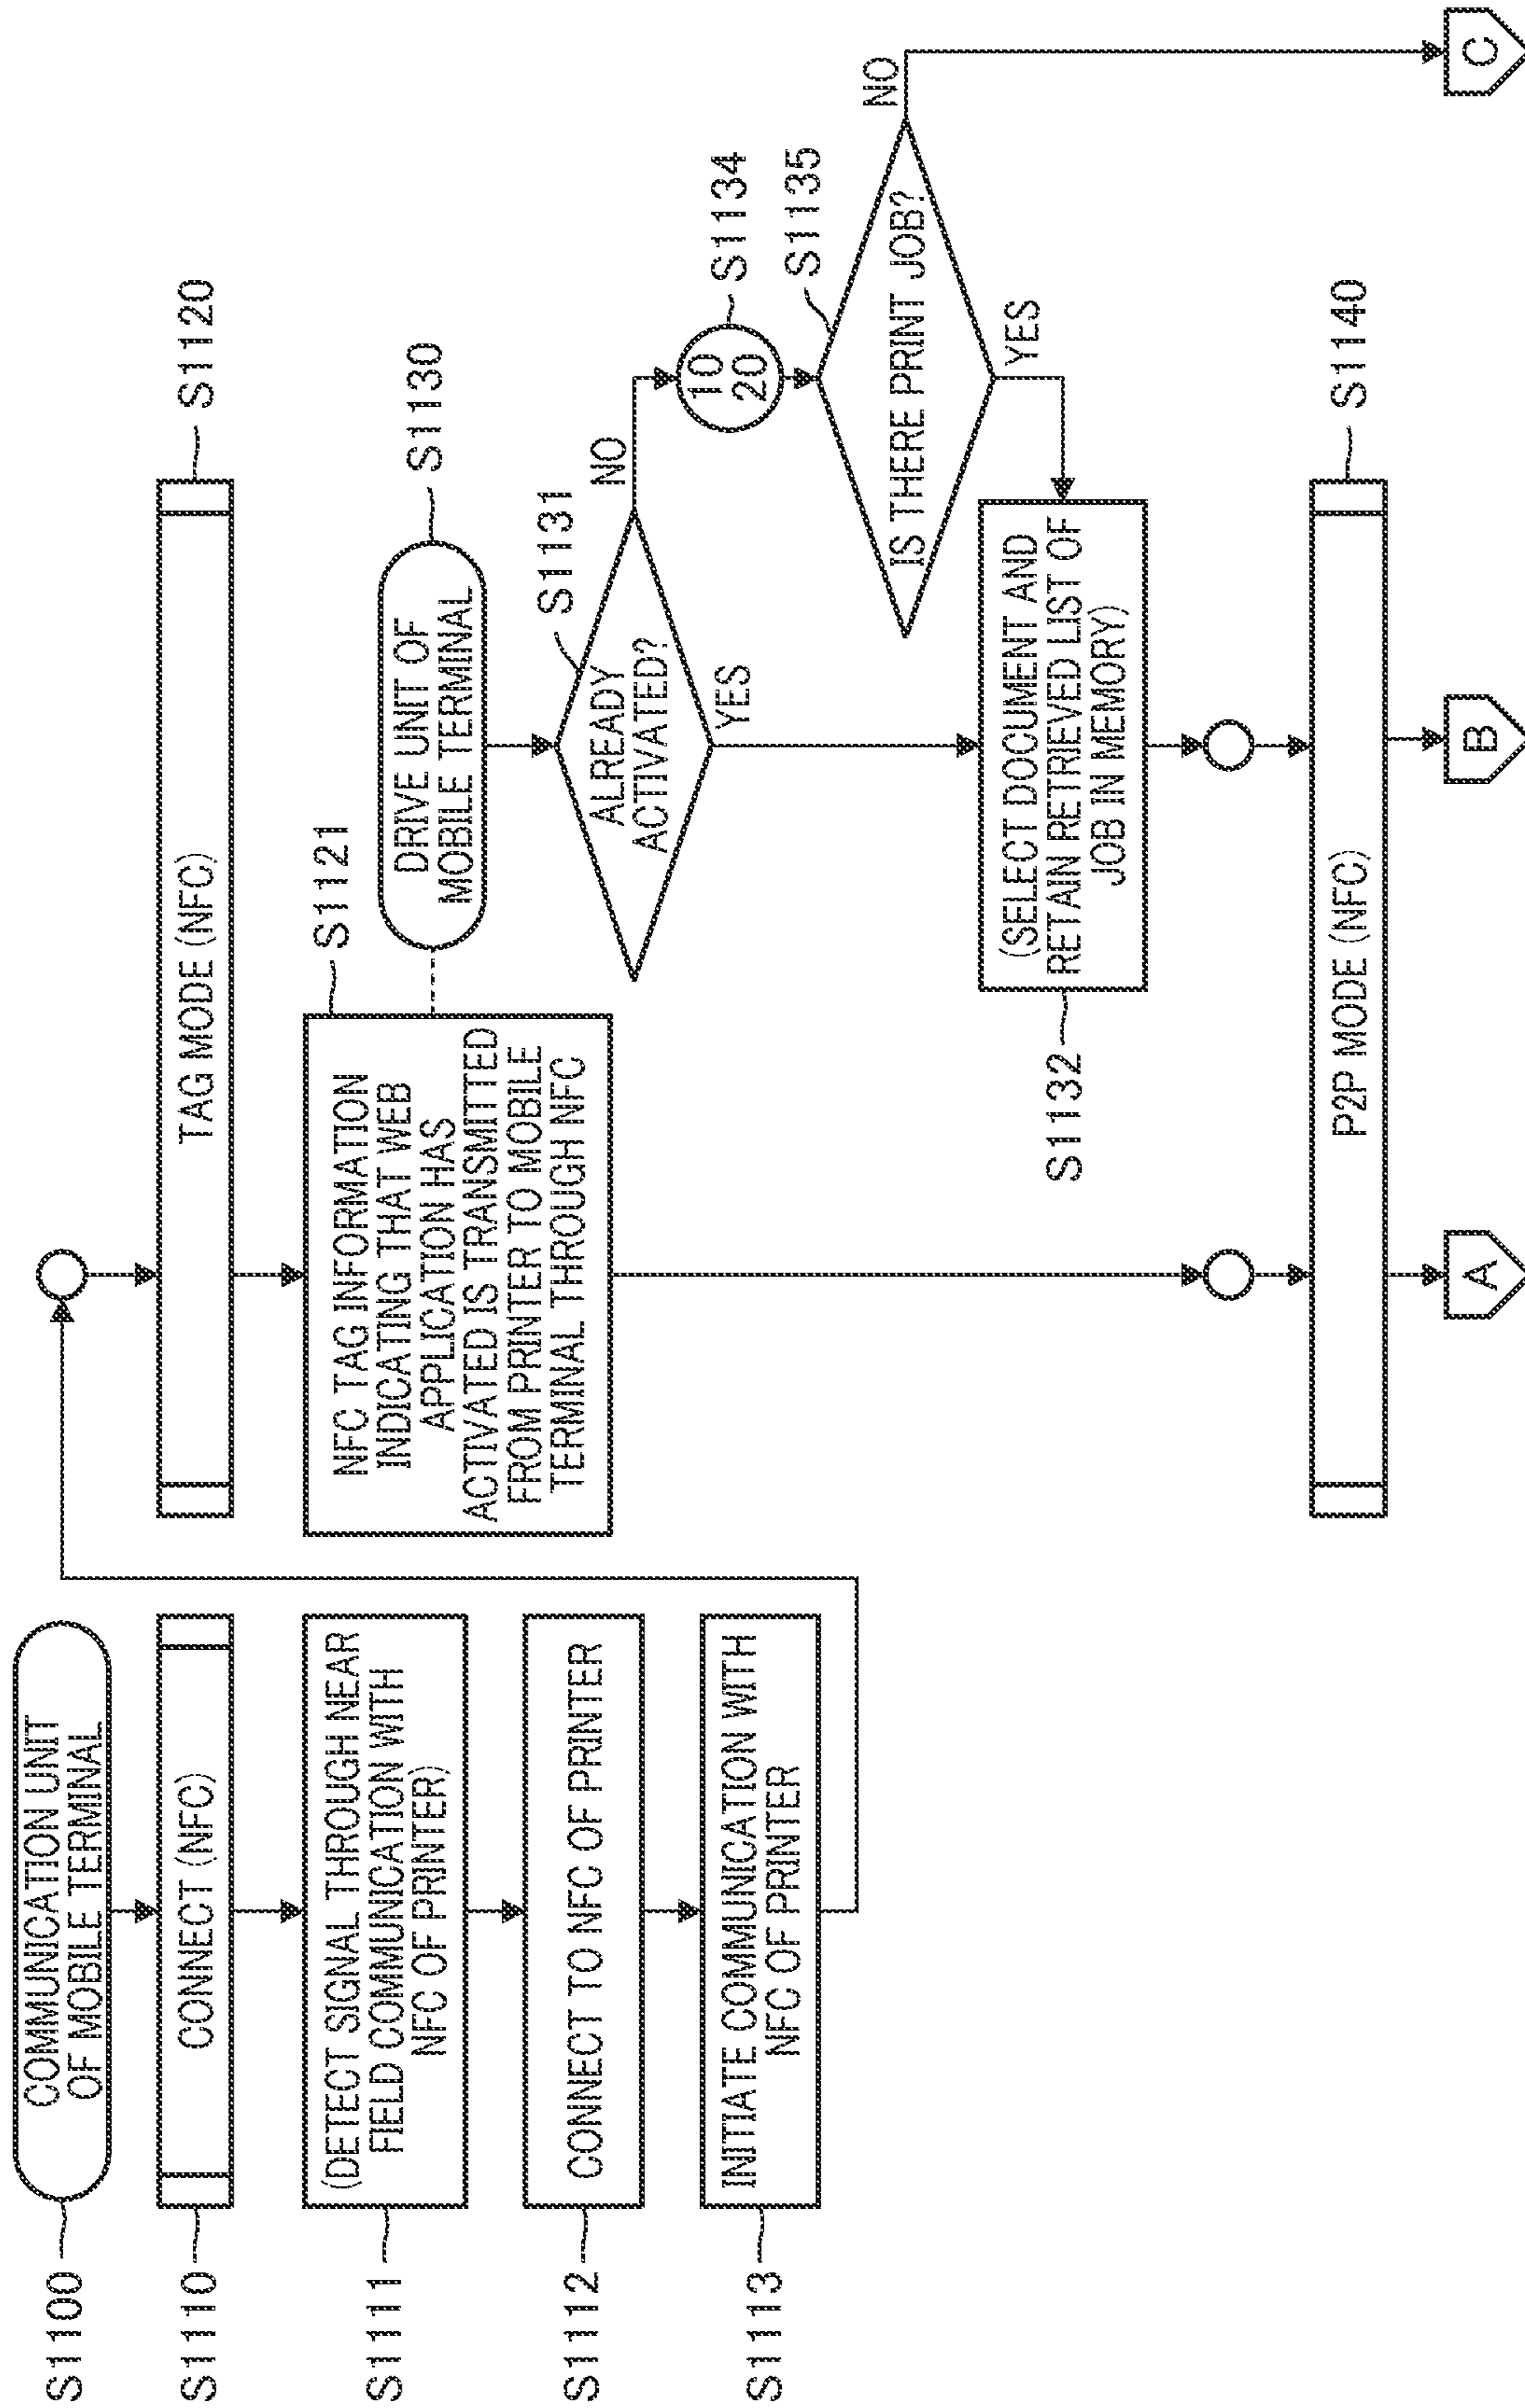 S1100
COMMUNICATION UNIT
OF MOBILE TERMINAL
S1110
CONNECT (NFC)
S1111
(DETECT SIGNAL THROUGH NEAR
FIELD COMMUNICATION WITH
NFC OF PRINTER)
S1112
CONNECT TO NFC OF PRINTER
S1113
INITIATE COMMUNICATION WITH
NFC OF PRINTER
TAG MODE (NFC)
S1120
S1121
NFC TAG INFORMATION
INDICATING THAT WEB
APPLICATION HAS
ACTIVATED IS TRANSMITTED
FROM PRINTER TO MOBILE
TERMINAL THROUGH NFC
DRIVE UNIT OF
MOBILE TERMINAL
S1130
S1131
ALREADY
ACTIVATED?
NO
YES
10
20
S1134
S1135
IS THERE PRINT JOB?
NO
YES
(SELECT DOCUMENT AND
RETAIN RETRIEVED LIST OF
JOB IN MEMORY)
S1132
P2P MODE (NFC)
S1140
A
B
C